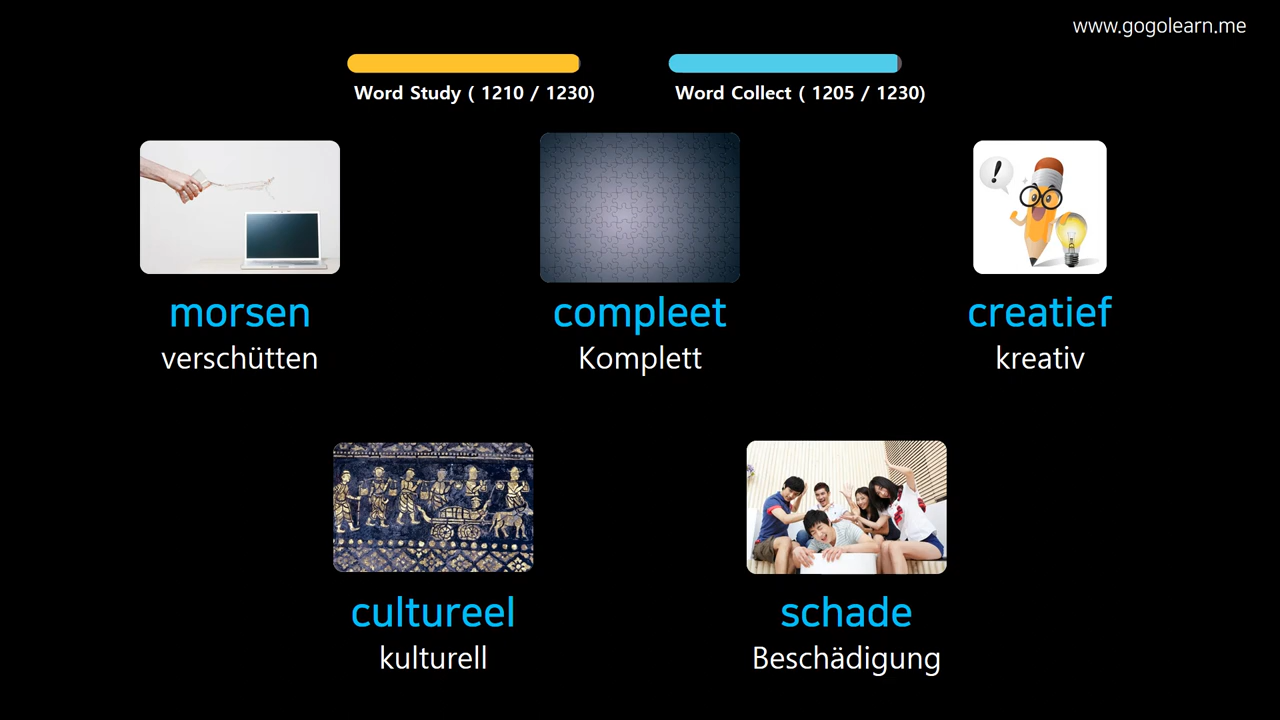 www.gogolearn.me
Word Study ( 1210 / 1230)
Word Collect ( 1205 / 1230)
morsen
verschütten
compleet
Komplett
creatief
kreativ
cultureel
kulturell
schade
Beschädigung